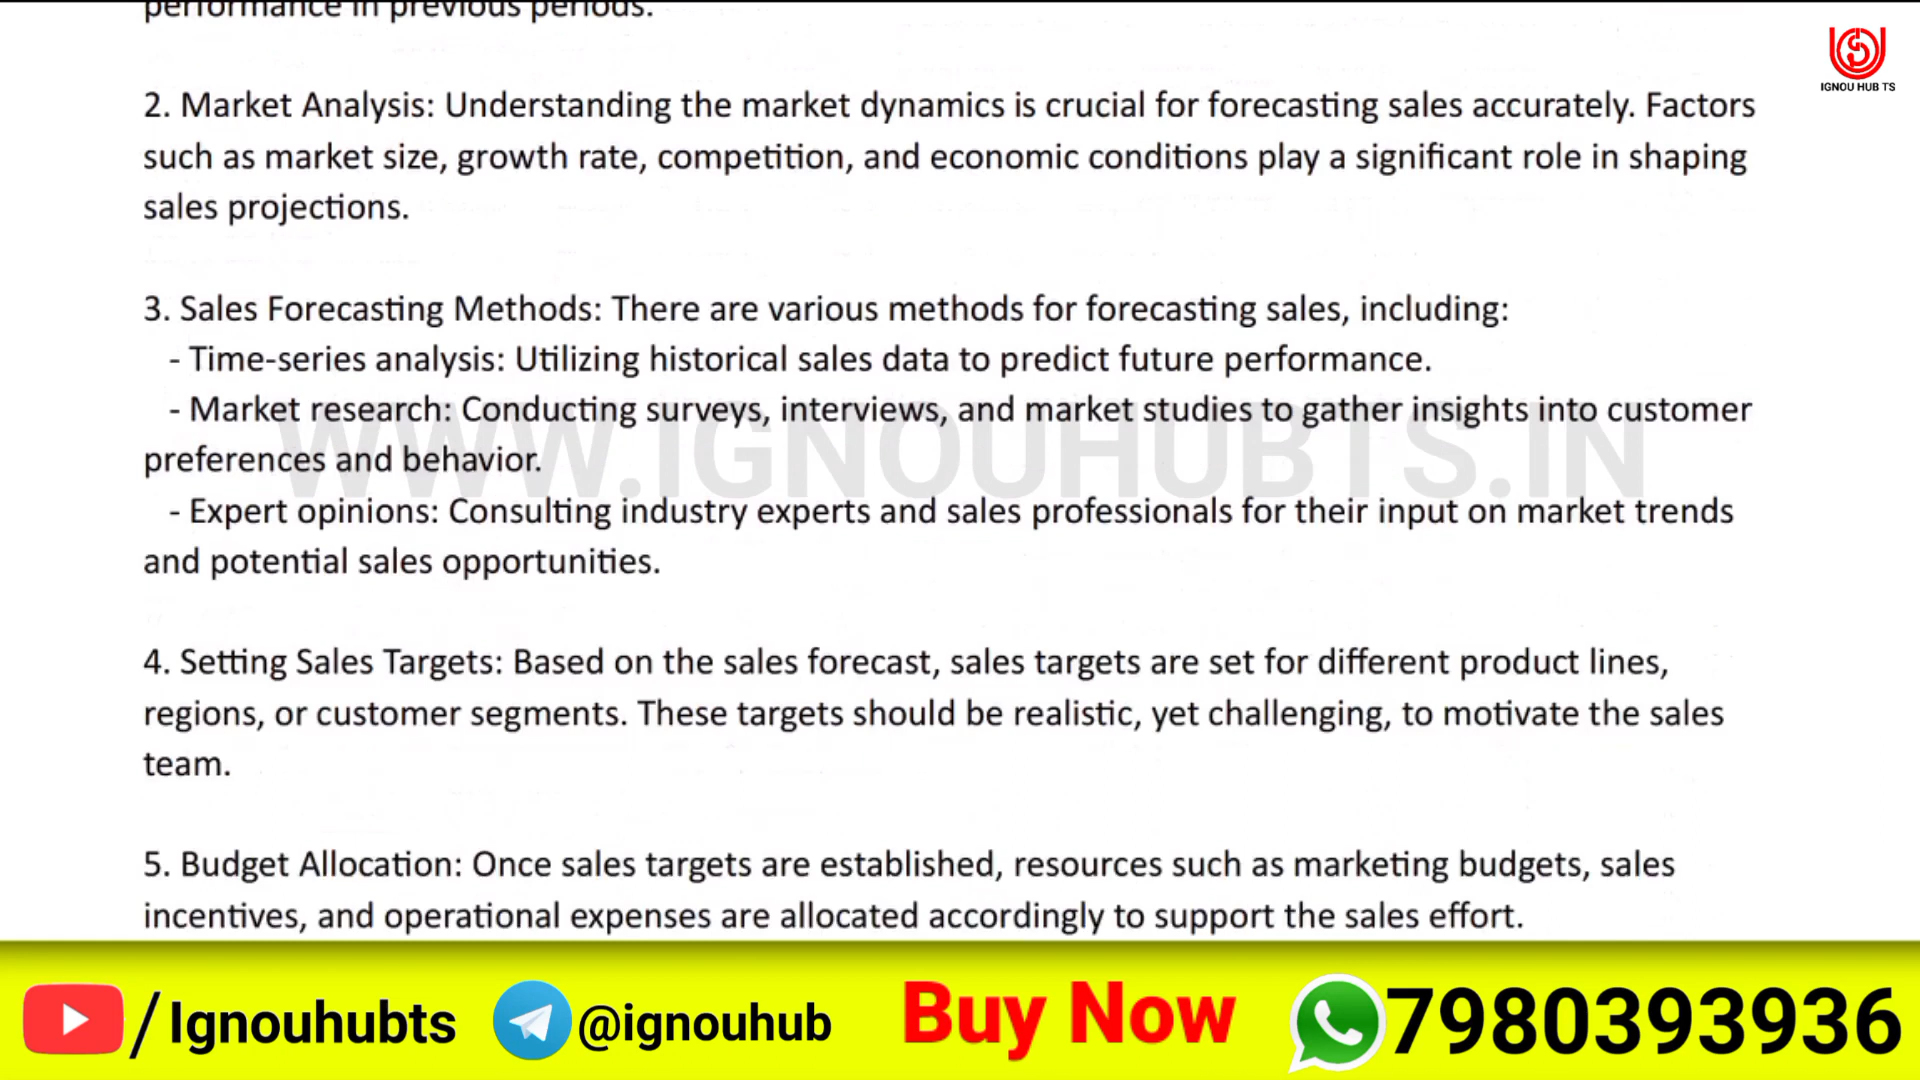 performance in previous periods.
IGNOU HUB TS
2. Market Analysis: Understanding the market dynamics is crucial for forecasting sales accurately. Factors
such as market size, growth rate, competition, and economic conditions play a significant role in shaping
sales projections.
3. Sales Forecasting Methods: There are various methods for forecasting sales, including:
- Time-series analysis: Utilizing historical sales data to predict future performance.
- Market research: Conducting surveys, interviews, and market studies to gather insights into customer
preferences and behavior.
WWW.IGNOUHUBTS.IN
- Expert opinions: Consulting industry experts and sales professionals for their input on market trends
and potential sales opportunities.
4. Setting Sales Targets: Based on the sales forecast, sales targets are set for different product lines,
regions, or customer segments. These targets should be realistic, yet challenging, to motivate the sales
team.
5. Budget Allocation: Once sales targets are established, resources such as marketing budgets, sales
incentives, and operational expenses are allocated accordingly to support the sales effort.
/Ignouhubts @ignouhub Buy Now 7980393936